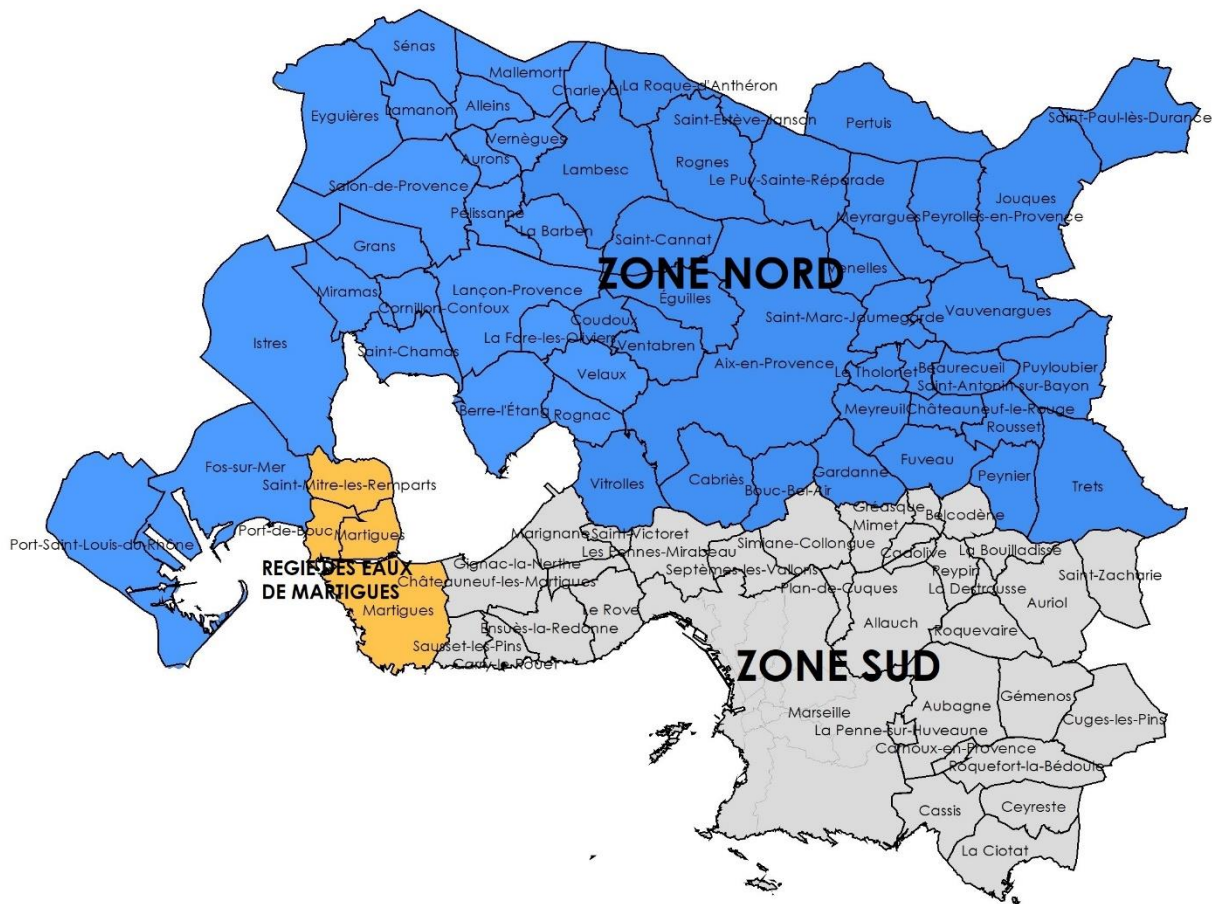 Sénas
Mallemort
Charleval
La Roque-d'Anthéron
Eyguières
Lamanon
Alleins
Saint-Estève-Janson
Pertuis
Saint-Paul-lès-Durance
Vernègues
Aurons
Lambesc
Rognes
Le Puy-Sainte-Réparade
Salon-de-Provence
Jouques
Pélissanne
La Barben
Meyrargues
Peyrolles-en-Provence
Grans
Saint-Cannat
ZONE NORD
Venelles
Miramas
Cornillon-Confoux
Lançon-Provence
Éguilles
Vauvenargues
Istres
La Fare-les-Oliviers
Coudoux
Saint-Marc-Jaumegarde
Saint-Chamas
Ventabren
Aix-en-Provence
Velaux
Le Tholonet
Beaurecueil
Puyloubier
Saint-Antonin-sur-Bayon
Berre-l'Étang
Rognac
Meyreuil
Châteauneuf-le-Rouge
Rousset
Fos-sur-Mer
Saint-Mitre-les-Remparts
Vitrolles
Cabriès
Bouc-Bel-Air
Gardanne
Fuveau
Peynier
Trets
Port-Saint-Louis-du-Rhône
Port-de-Bouc
Martigues
Marignane
Saint-Victoret
Gréasque
Mimet
Belcodène
Les Pennes-Mirabeau
Simiane-Collongue
Cadolive
La Bouilladisse
REGIE DES EAUX
DE MARTIGUES
Gignac-la-Nerthe
Châteauneuf-les-Martigues
Septèmes-les-Vallons
Plan-de-Cuques
Peypin
La Destrousse
Saint-Zacharie
Martigues
Le Rove
Ensuès-la-Redonne
Allauch
Roquevaire
Auriol
Sausset-les-Pins
Carry-le-Rouet
ZONE SUD
Marseille
Aubagne
Gémenos
Cuges-les-Pins
La Penne-sur-Huveaune
Carnoux-en-Provence
Roquefort-la-Bédoule
Cassis
Ceyreste
La Ciotat